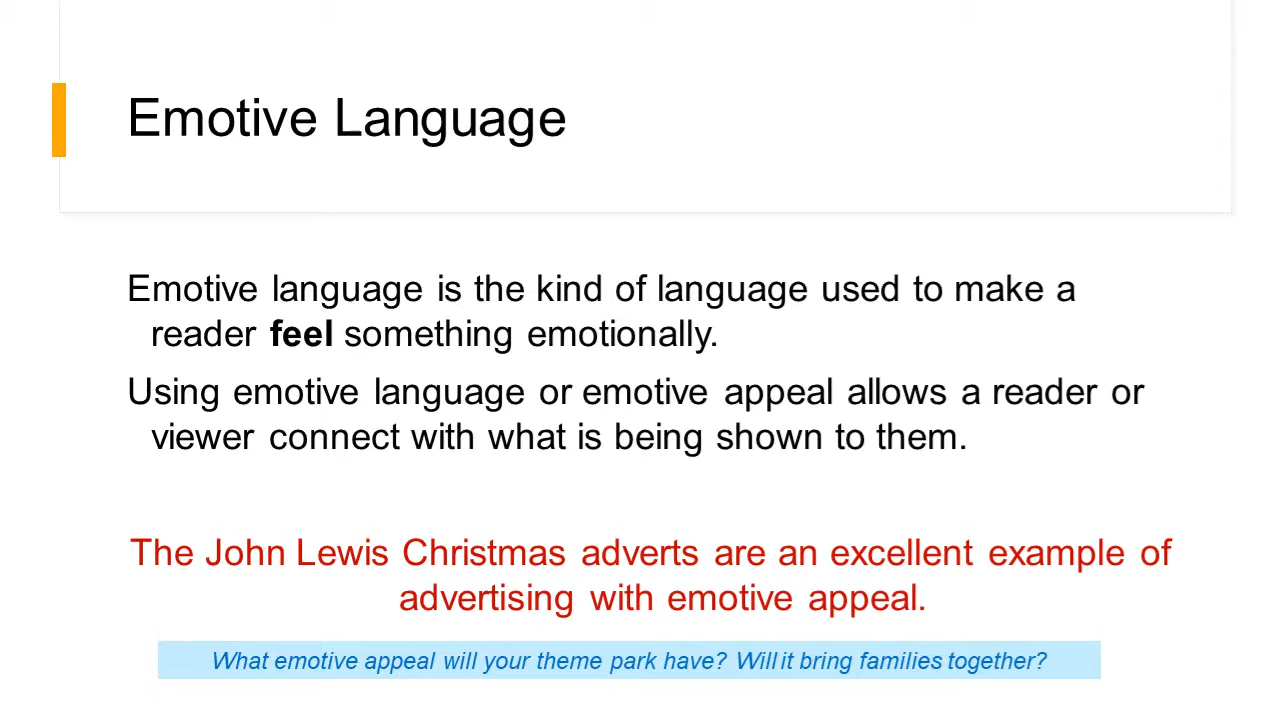 Emotive Language
Emotive language is the kind of language used to make a
reader feel something emotionally.
Using emotive language or emotive appeal allows a reader or
viewer connect with what is being shown to them.
The John Lewis Christmas adverts are an excellent example of
advertising with emotive appeal.
What emotive appeal will your theme park have? Will it bring families together?